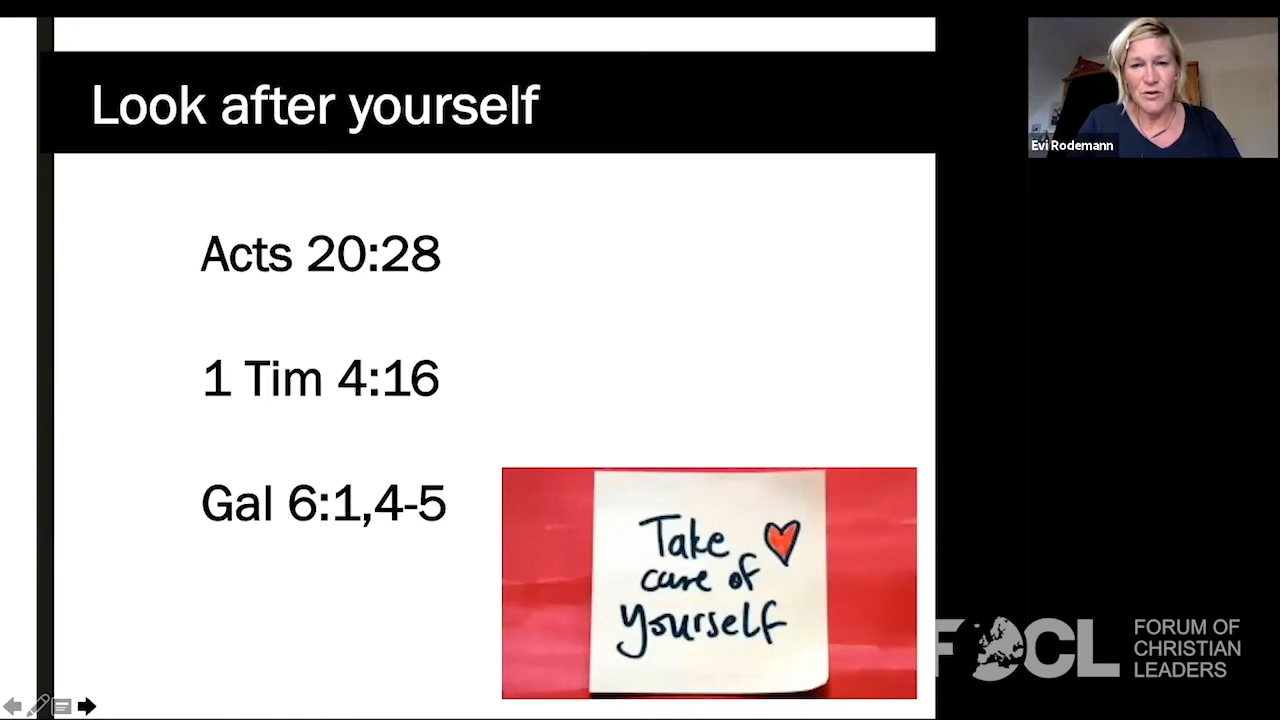 Look after yourself
Acts 20:28
1 Tim 4:16
Gal 6:1,4-5
Take
care of
yourself
Evi Rodemann
FOCL
FORUM OF
CHRISTIAN
LEADERS